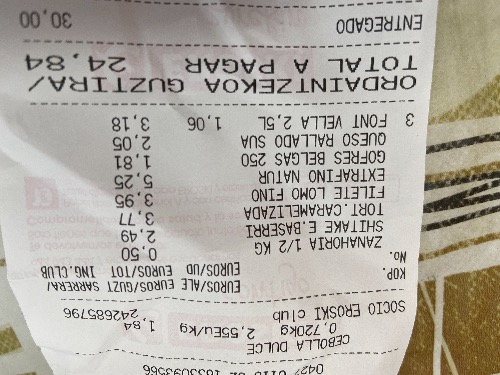 CEBOLLA DULCE
0,720kg 2,55Eu/kg 1,84
SOCIO EROSKI club 242685796
KOP. EUROS/ALE EUROS/GUZT SARRERA/
No. EUROS/UD EUROS/TOT ING.CLUB
ZANAHORIA 1/2 KG 0,50
SHITAKE E.BASERRI 2,49
TORT.CARAMELIZADA 3,77
FILETE LOMO FINO 3,95
EXTRAFINO NATUR 5,25
GOFRES BELGAS 250 1,81
QUESO RALLADO SUA 2,05
3 FONT VELLA 2,5L 1,06 3,18
ORDAINTZEKOA GUZTIRA/
TOTAL A PAGAR 24,84
ENTREGADO 30,00